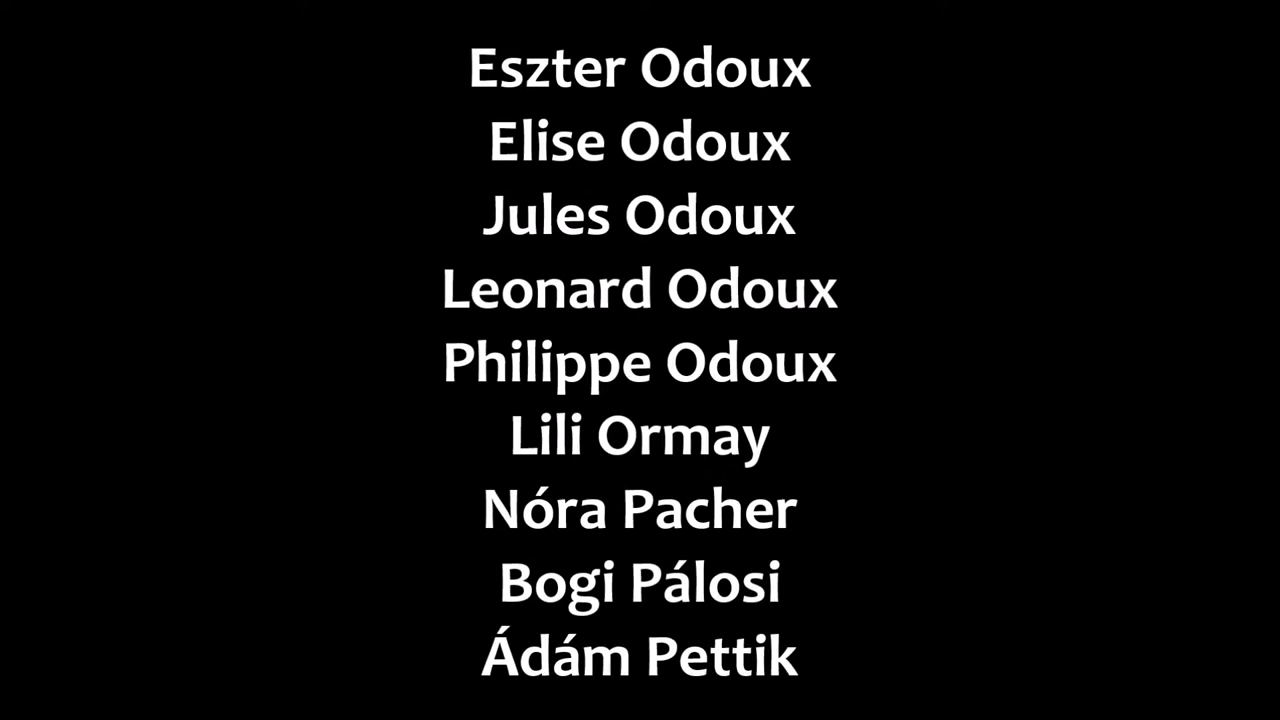 Eszter Odoux
Elise Odoux
Jules Odoux
Leonard Odoux
Philippe Odoux
Lili Ormay
Nóra Pacher
Bogi Pálosi
Ádám Pettik